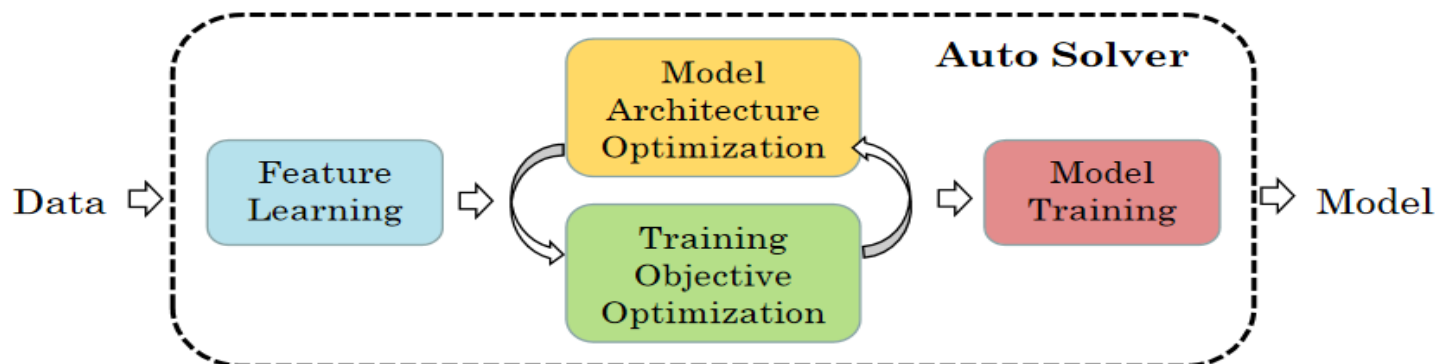 Data
Feature
Learning
Model
Architecture
Optimization
Training
Objective
Optimization
Auto Solver
Model
Training
Model